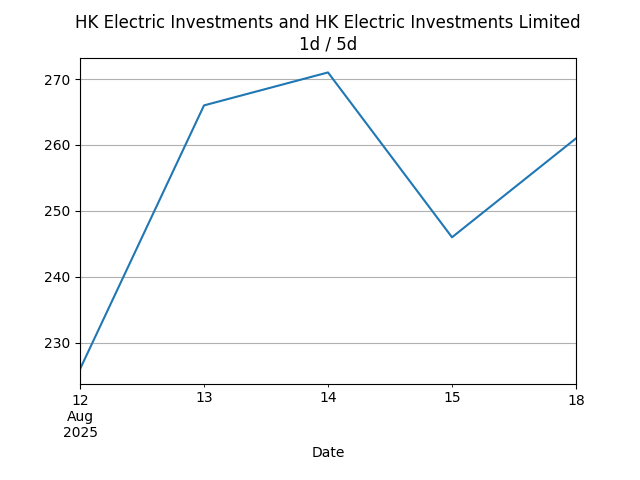 HK Electric Investments and HK Electric Investments Limited
1d / 5d
270
260
250
240
230
12 13 14 15 18
Aug
2025
Date